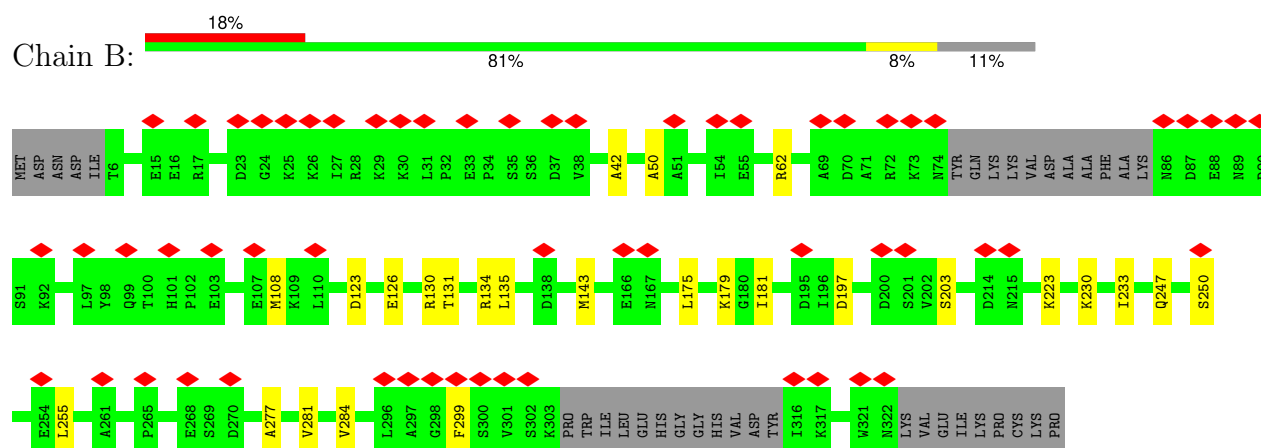 18%
Chain B:
81% 8% 11%
MET ASP ASN ASP ILE T6 E15 E16 R17 D23 G24 K25 K26 I27 R28 K29 K30 L31 P32 E33 P34 S35 S36 D37 V38 A42 A50 A51 I54 E55 R62 A69 D70 A71 R72 K73 N74 TYR GLN LYS LYS VAL ASP ALA ALA PHE ALA LYS N86 D87 E88 N89
S91 K92 L97 Y98 Q99 T100 H101 P102 E103 E107 M108 K109 L110 D123 E126 R130 T131 R134 L135 D138 M143 E166 N167 L175 K179 G180 I181 D195 I196 D197 D200 S201 V202 S203 D214 N215 K223 K230 I233 Q247 S250
E254 L255 A261 P265 E268 S269 D270 A277 V281 V284 L296 A297 G298 F299 S300 V301 S302 K303 PRO TRP ILE LEU GLU HIS GLY GLY HIS VAL ASP TYR I316 K317 W321 N322 LYS VAL GLU ILE LYS PRO CYS LYS PRO